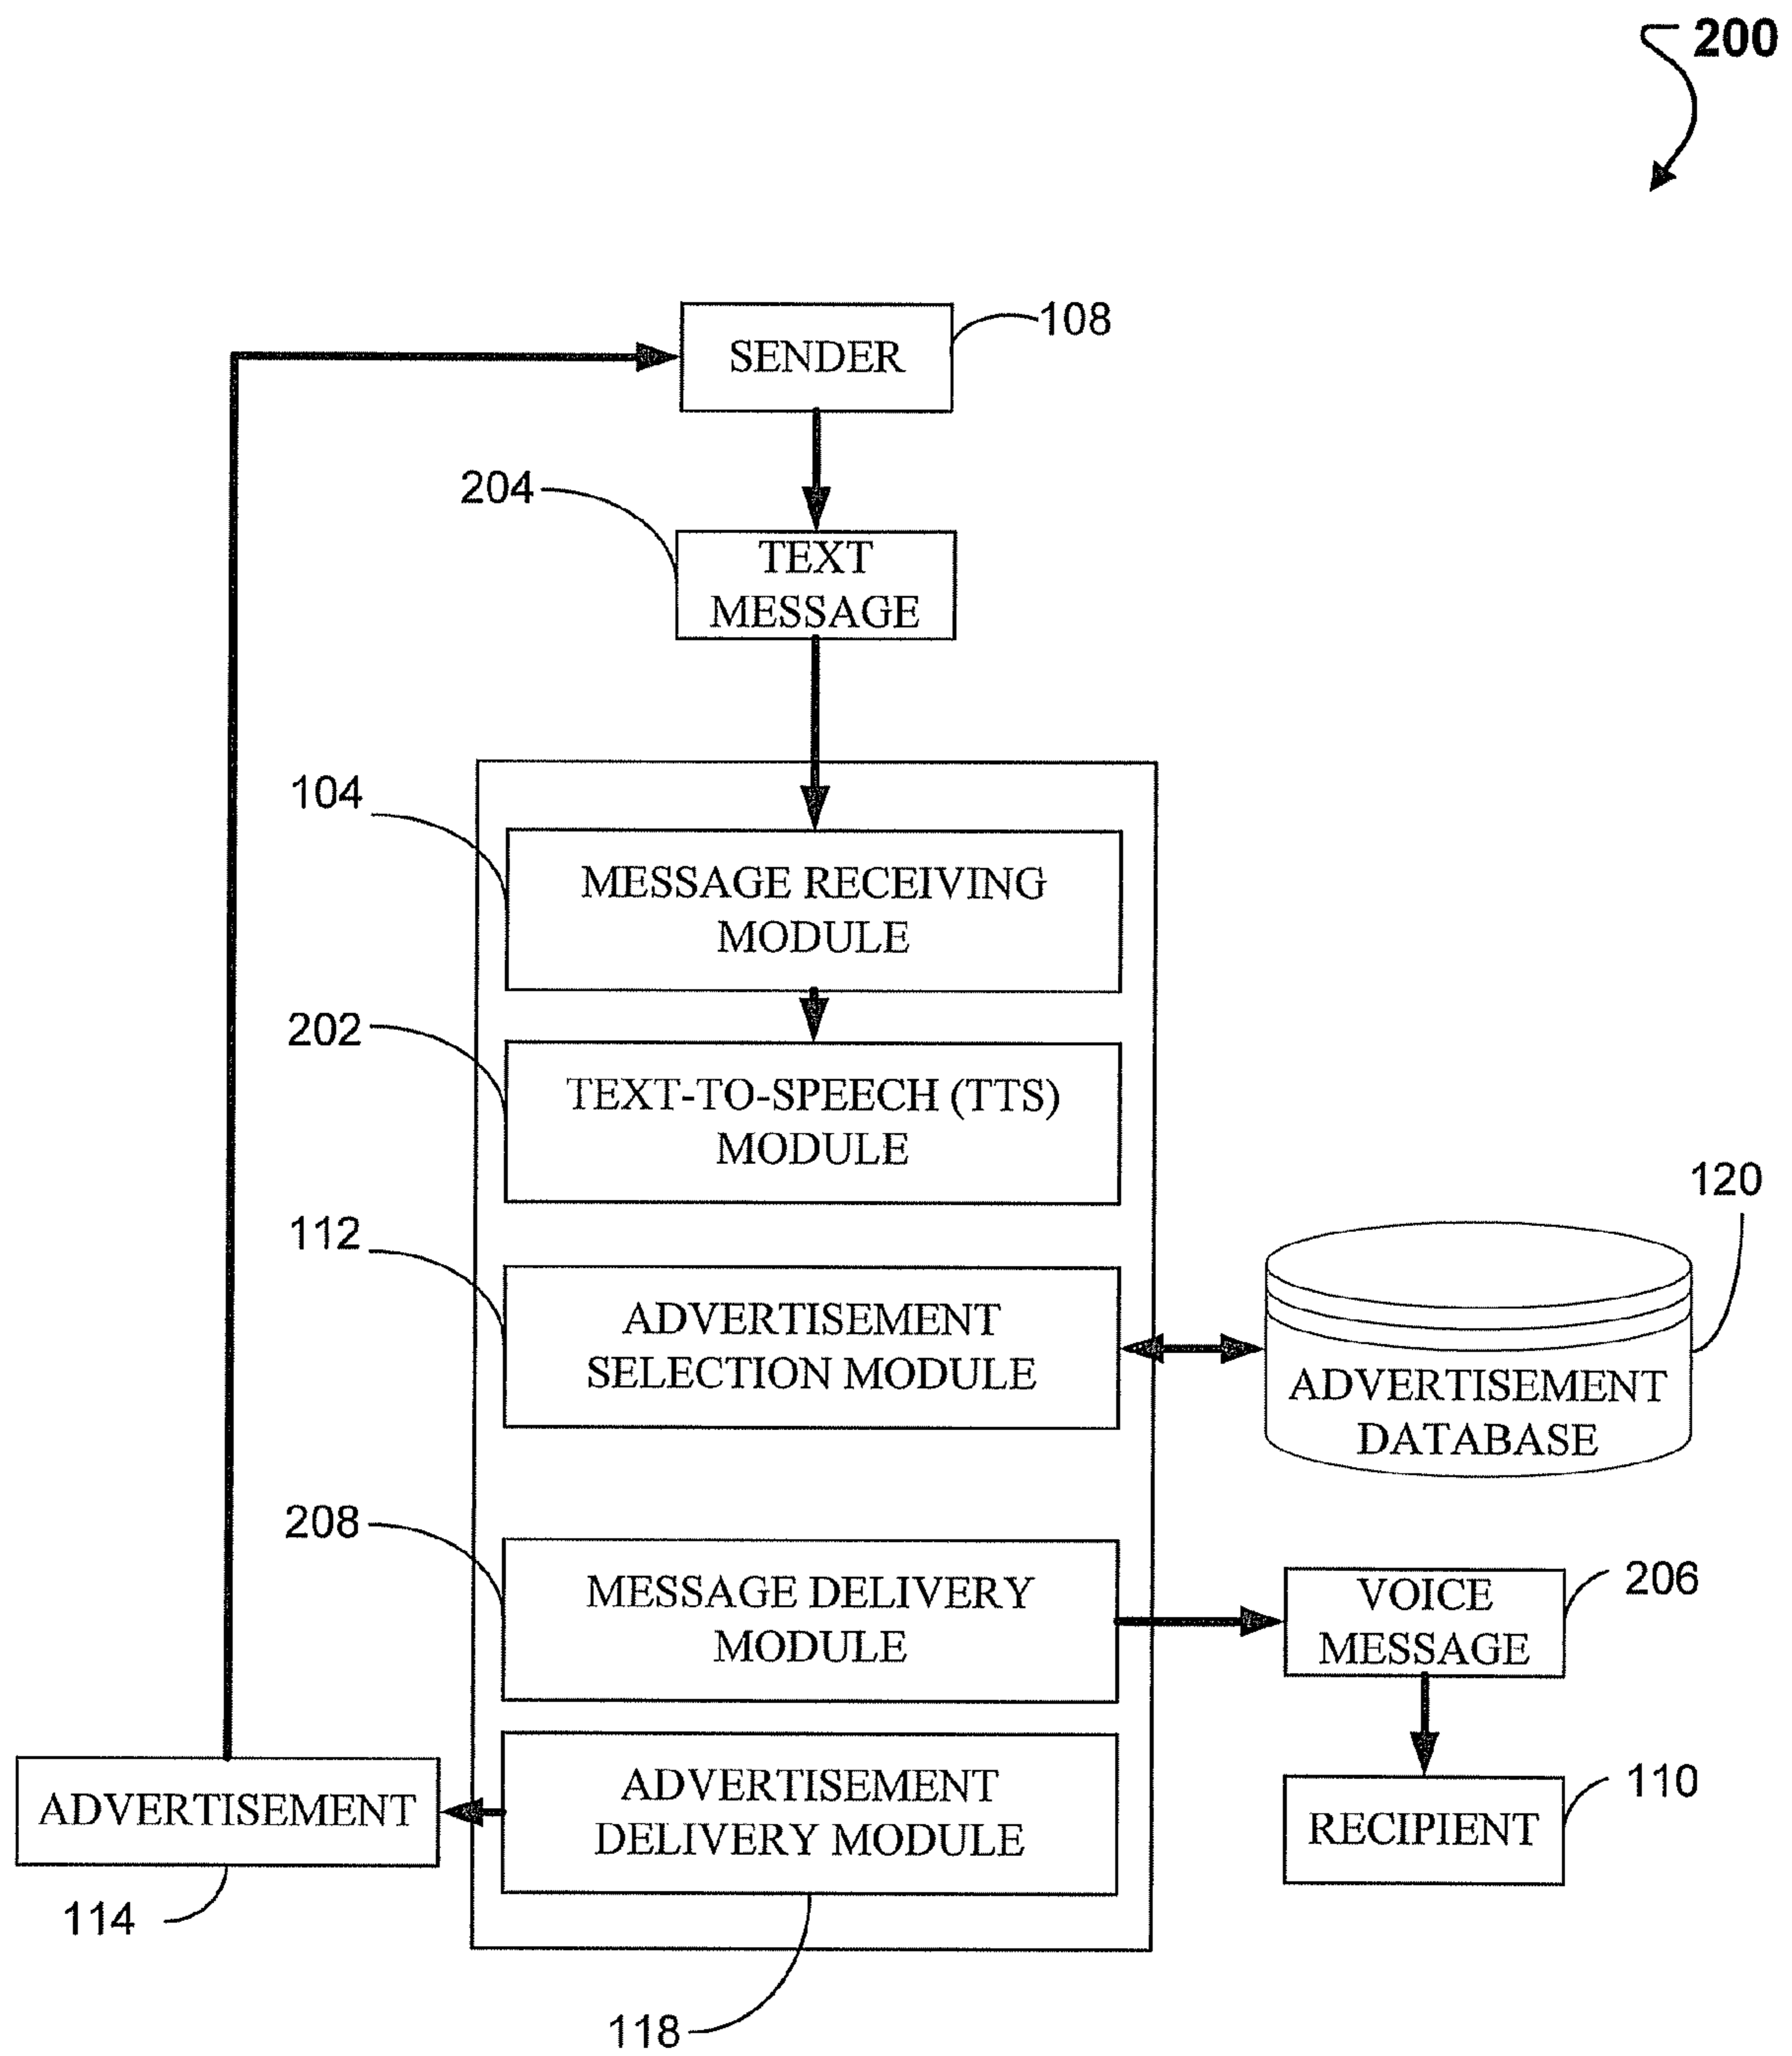 200
SENDER
108
204
TEXT
MESSAGE
104
MESSAGE RECEIVING
MODULE
202
TEXT-TO-SPEECH (TTS)
MODULE
112
ADVERTISEMENT
SELECTION MODULE
120
ADVERTISEMENT
DATABASE
208
MESSAGE DELIVERY
MODULE
VOICE
MESSAGE
206
ADVERTISEMENT
114
ADVERTISEMENT
DELIVERY MODULE
118
RECIPIENT
110